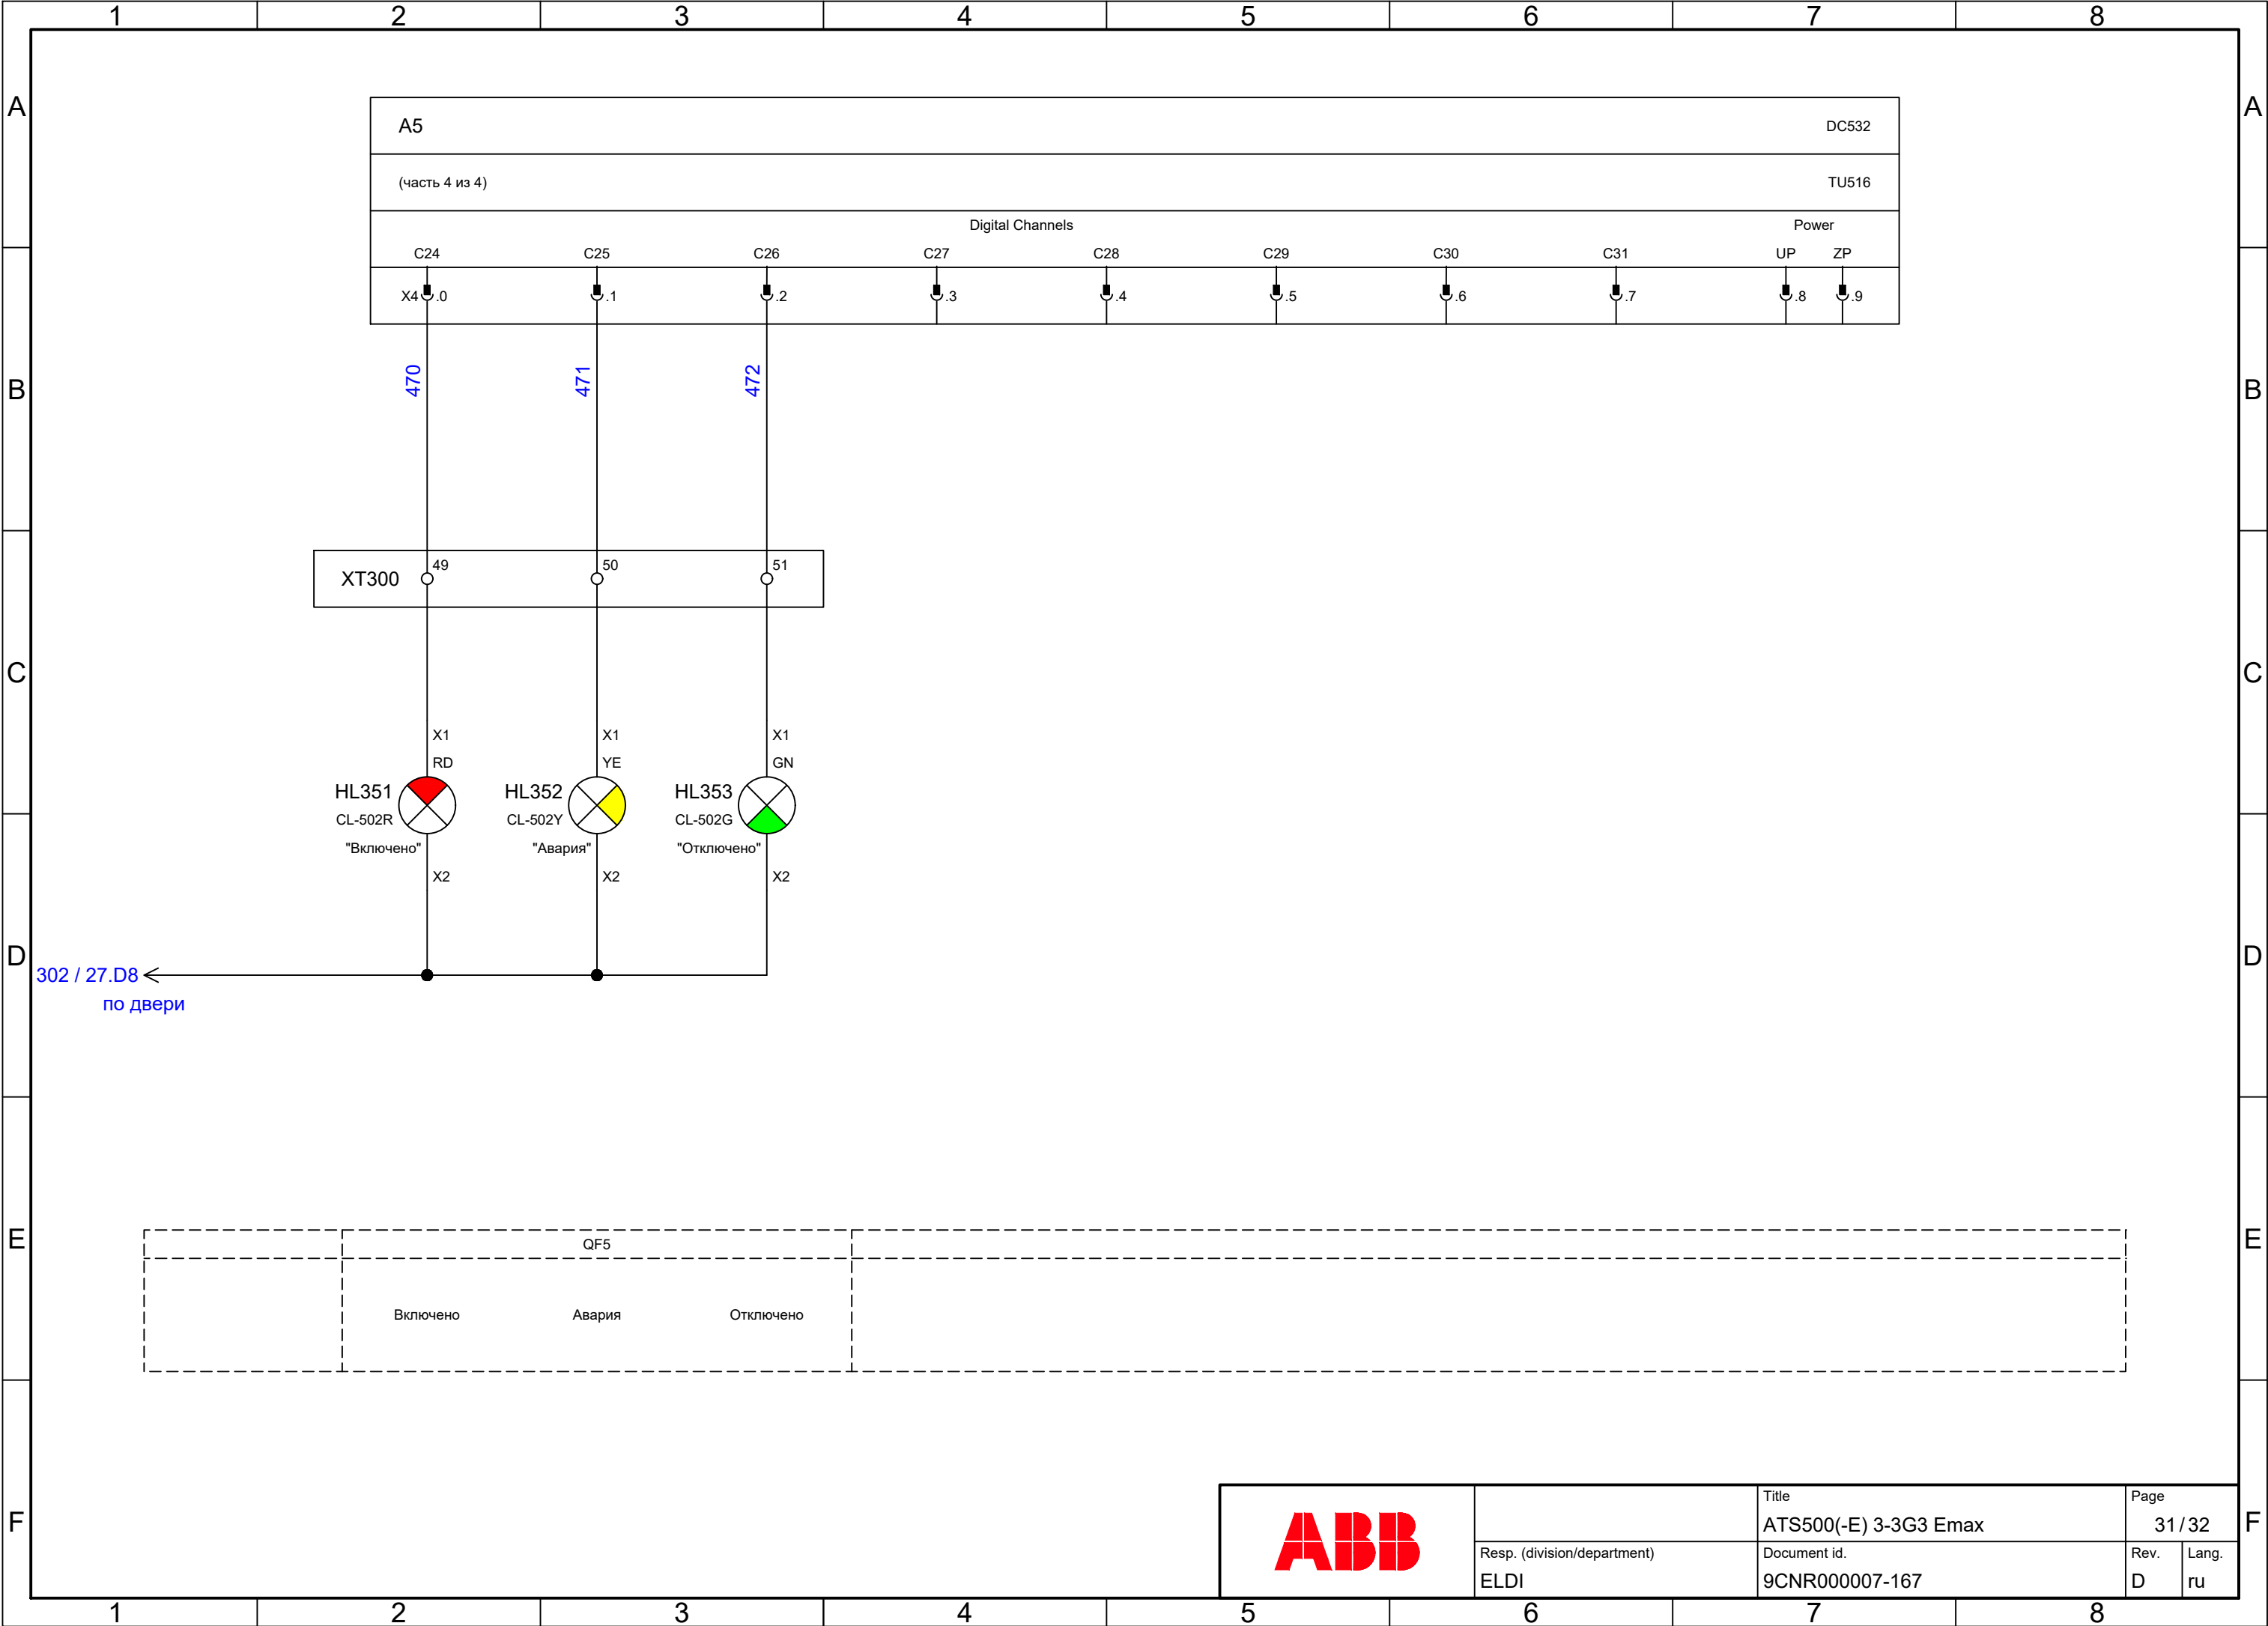 1 2 3 4 5 6 7 8
A A
A5 DC532
(часть 4 из 4) TU516
Digital Channels Power
C24 C25 C26 C27 C28 C29 C30 C31 UP ZP
X4 .0 .1 .2 .3 .4 .5 .6 .7 .8 .9
B B
470 471 472
XT300 49 50 51
C C
X1 X1 X1
RD YE GN
HL351 HL352 HL353
CL-502R CL-502Y CL-502G
"Включено" "Авария" "Отключено"
X2 X2 X2
D D
302 / 27.D8
по двери
E E
QF5
Включено Авария Отключено
F F
ABB
Title Page
ATS500(-E) 3-3G3 Emax 31 / 32
Resp. (division/department) Document id. Rev. Lang.
ELDI 9CNR000007-167 D ru
1 2 3 4 5 6 7 8